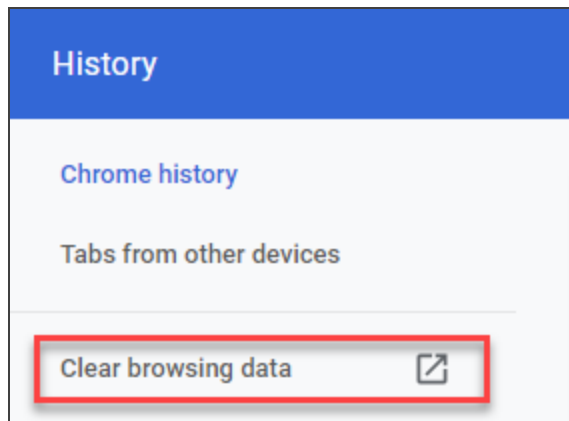 History
Chrome history
Tabs from other devices
Clear browsing data